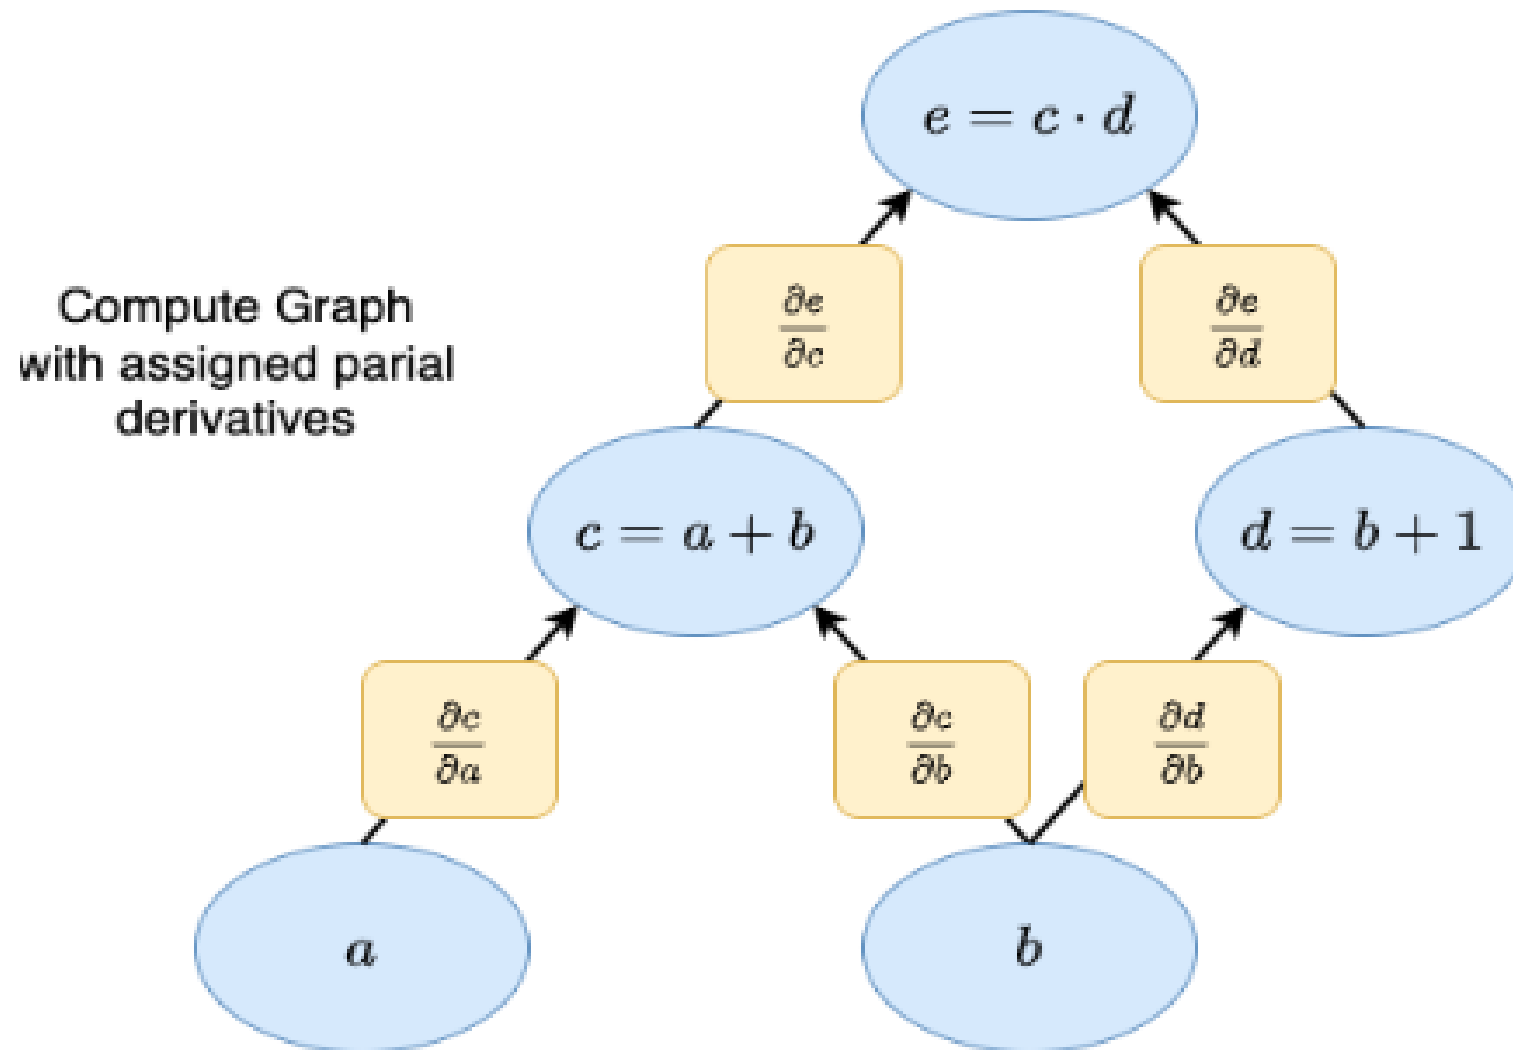 e = c · d
∂e/∂c
∂e/∂d
Compute Graph
with assigned parial
derivatives
c = a + b
d = b + 1
∂c/∂a
∂c/∂b
∂d/∂b
a
b